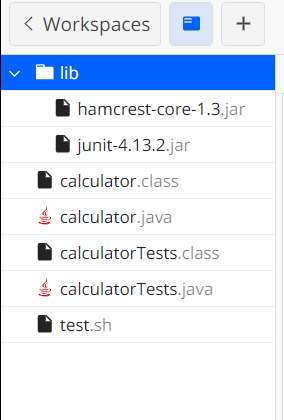 Workspaces
lib
hamcrest-core-1.3.jar
junit-4.13.2.jar
calculator.class
calculator.java
calculatorTests.class
calculatorTests.java
test.sh